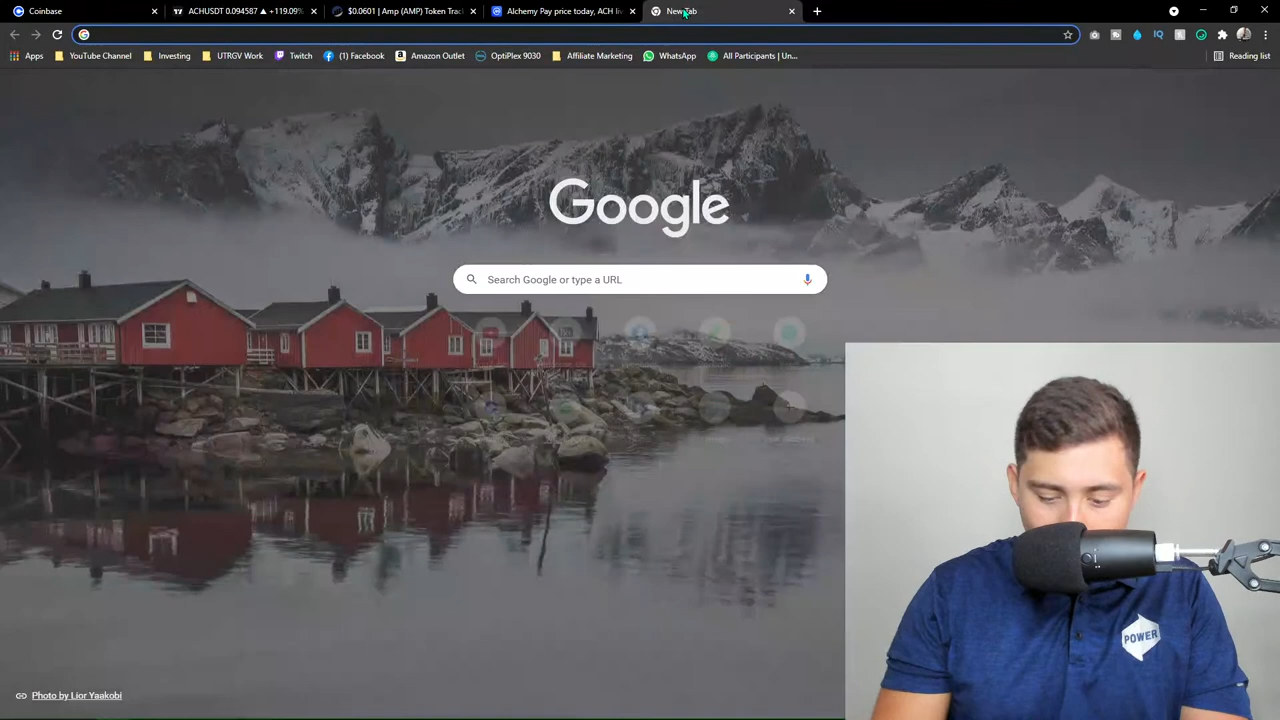 Coinbase
ACHUSDT 0.094587 ▲ +119.09%
$0.0601 | Amp (AMP) Token Trac
Alchemy Pay price today, ACH liv
New Tab
Apps
YouTube Channel
Investing
UTRGV Work
Twitch
(1) Facebook
Amazon Outlet
OptiPlex 9030
Affiliate Marketing
WhatsApp
All Participants | Un...
Reading list
Google
Search Google or type a URL
POWER
Photo by Lior Yaakobi